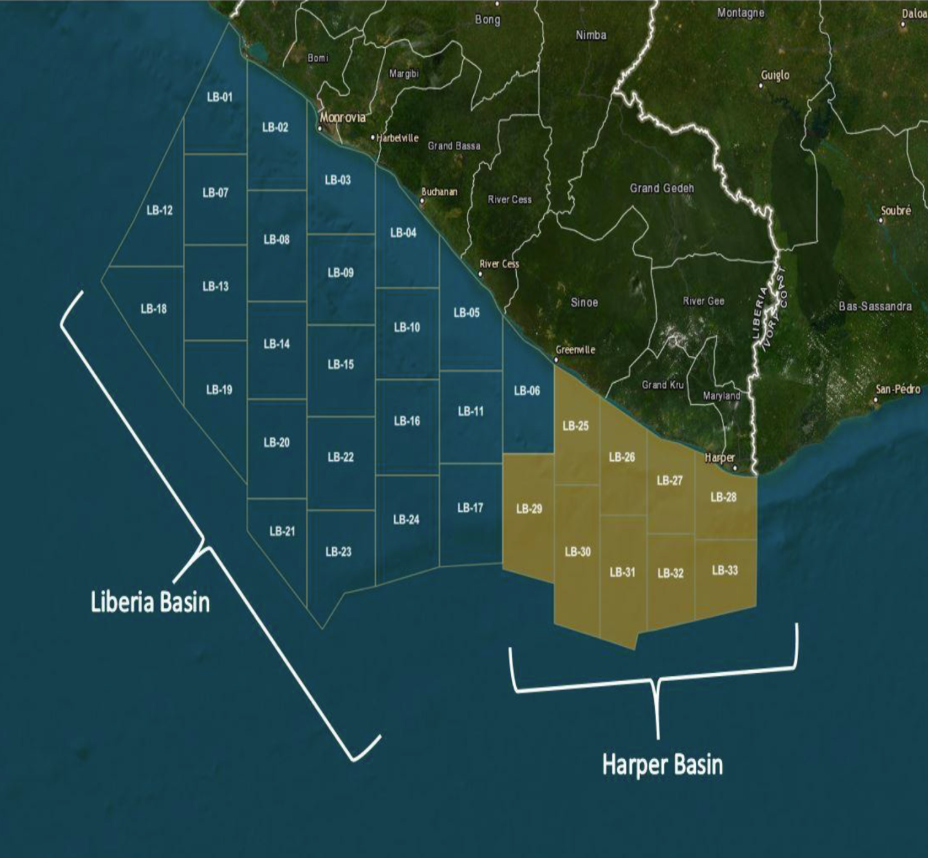 Montagne
Daloa
Bong
Nimba
Bomi
Margibi
Guiglo
LB-01
LB-02
Monrovia
Harbelville
Grand Bassa
LB-03
Grand Gedeh
LB-07
Buchanan
River Cess
LB-12
Soubré
LB-08
LB-04
River Cess
LB-09
LB-13
LB-18
Sinoe
River Gee
LIBERIA
IVORY COAST
Bas-Sassandra
LB-05
LB-10
LB-14
Greenville
LB-15
LB-19
LB-06
Grand Kru
Maryland
San-Pédro
LB-11
LB-16
LB-25
LB-20
LB-22
LB-26
Harper
LB-27
LB-28
LB-17
LB-29
LB-24
LB-21
LB-23
LB-30
LB-31
LB-32
LB-33
Liberia Basin
Harper Basin